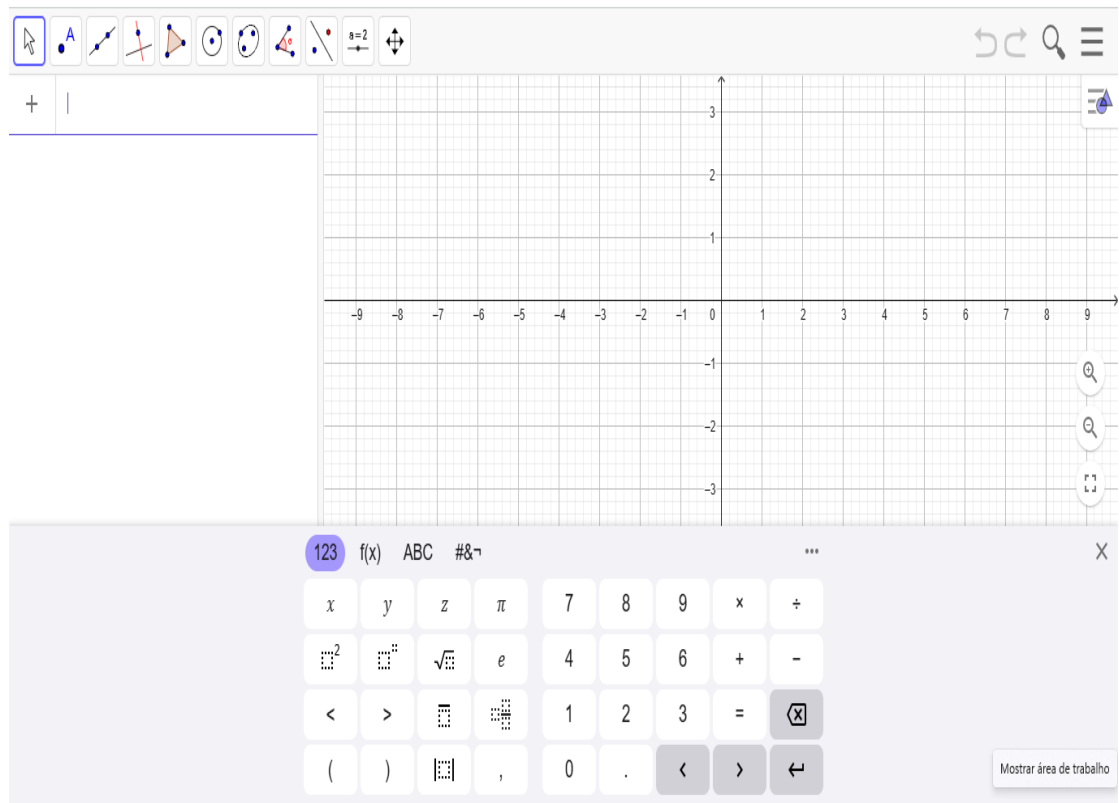 A a=2
+
3
2
1
–9 –8 –7 –6 –5 –4 –3 –2 –1 0 1 2 3 4 5 6 7 8 9
–1
–2
–3
123 f(x) ABC #&¬ ...
x y z π 7 8 9 × ÷
2 √ e 4 5 6 + −
< > 1 2 3 =
( ) , 0 . < >
Mostrar área de trabalho